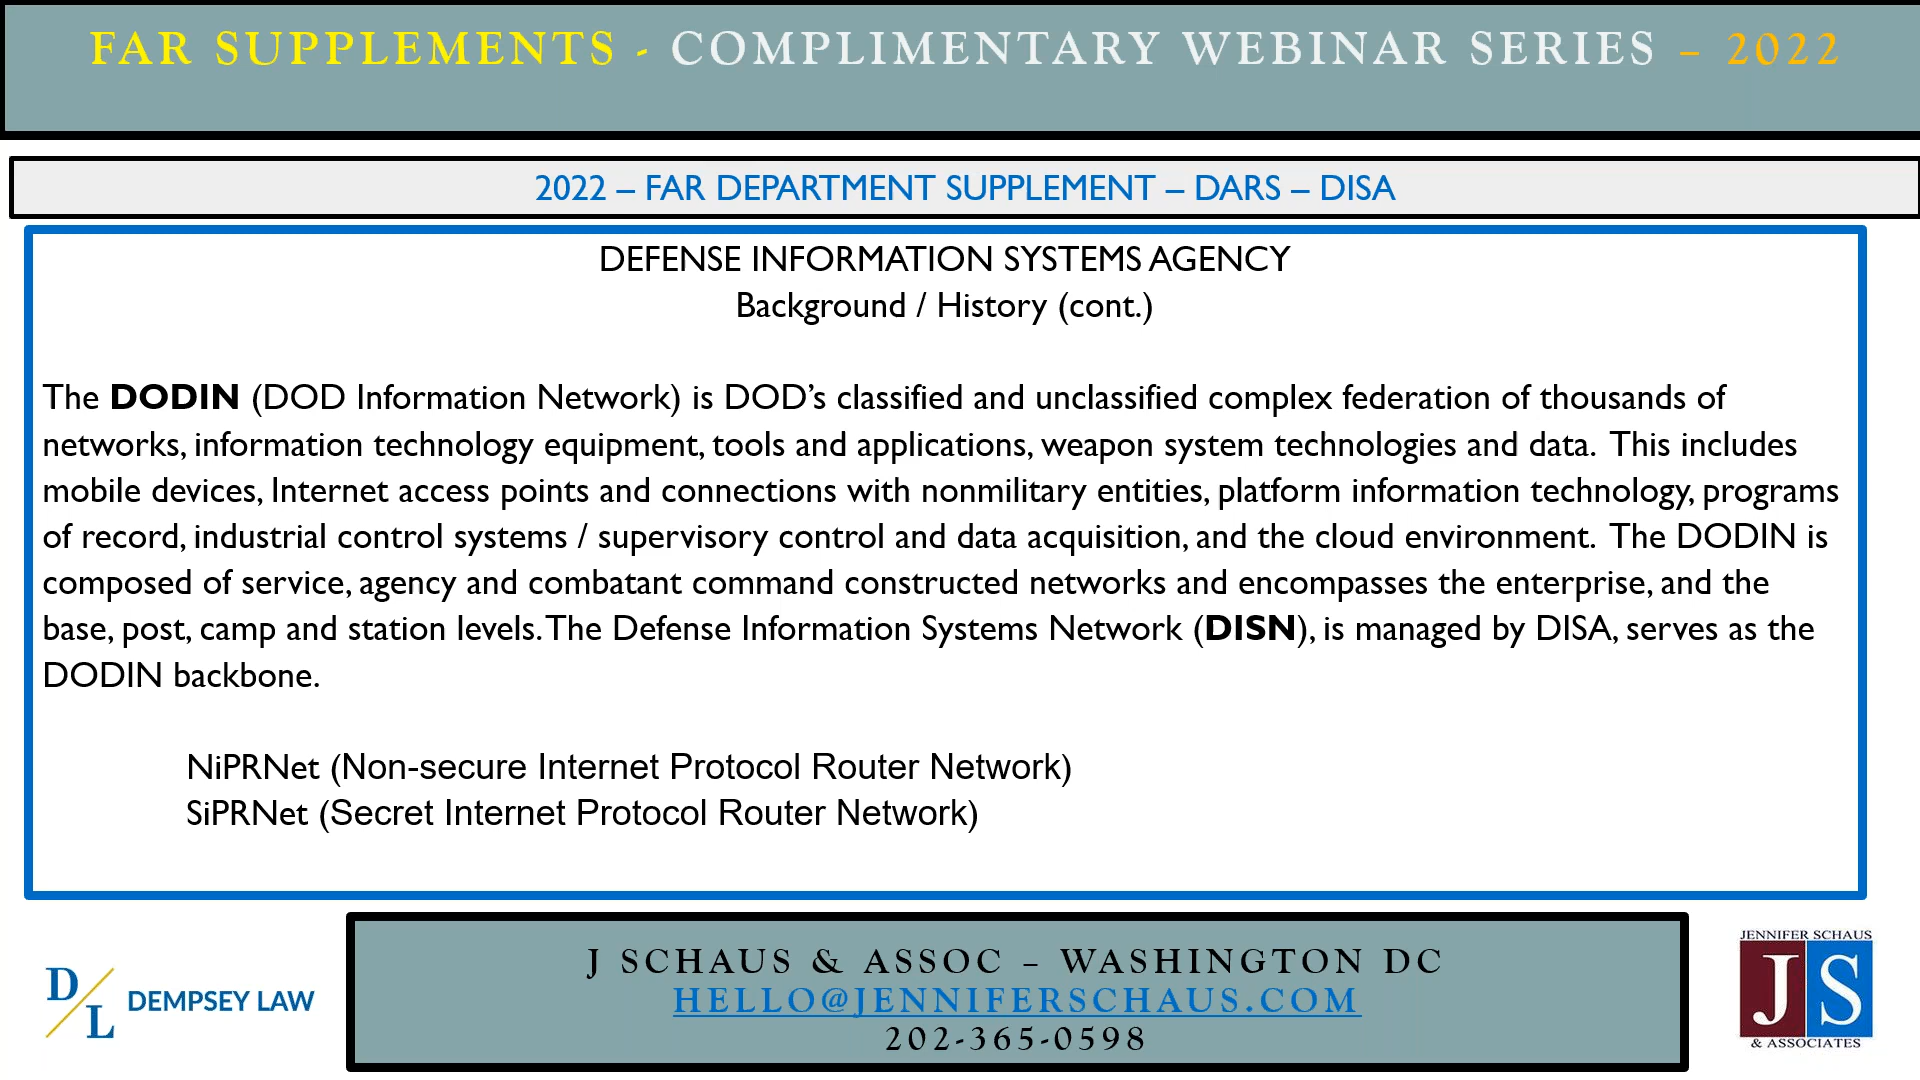 FAR SUPPLEMENTS - COMPLIMENTARY WEBINAR SERIES – 2022
2022 – FAR DEPARTMENT SUPPLEMENT – DARS – DISA
DEFENSE INFORMATION SYSTEMS AGENCY
Background / History (cont.)
The DODIN (DOD Information Network) is DOD’s classified and unclassified complex federation of thousands of
networks, information technology equipment, tools and applications, weapon system technologies and data. This includes
mobile devices, Internet access points and connections with nonmilitary entities, platform information technology, programs
of record, industrial control systems / supervisory control and data acquisition, and the cloud environment. The DODIN is
composed of service, agency and combatant command constructed networks and encompasses the enterprise, and the
base, post, camp and station levels. The Defense Information Systems Network (DISN), is managed by DISA, serves as the
DODIN backbone.
NiPRNet (Non-secure Internet Protocol Router Network)
SiPRNet (Secret Internet Protocol Router Network)
D L DEMPSEY LAW
J SCHAUS & ASSOC – WASHINGTON DC
HELLO@JENNIFERSCHAUS.COM
202-365-0598
JENNIFER SCHAUS
JS
& ASSOCIATES